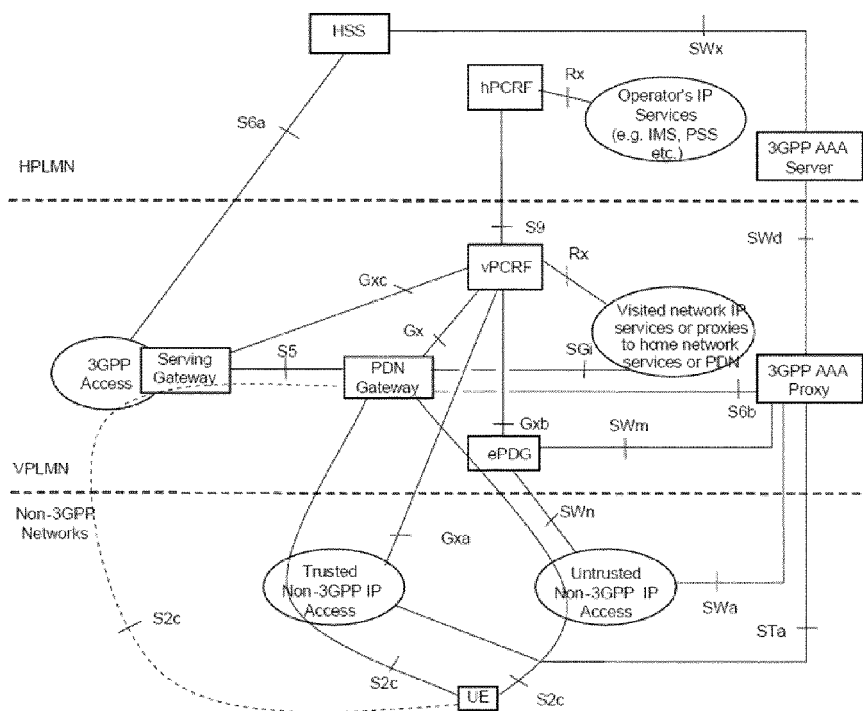 HSS
SWx
hPCRF
Rx
Operator's IP
Services
(e.g. IMS, PSS
etc.)
S6a
3GPP AAA
Server
HPLMN
S9
SWd
vPCRF
Rx
Gxc
Visited network IP
services or proxies
to home network
services or PDN
Gx
3GPP
Access
Serving
Gateway
S5
PDN
Gateway
SGi
3GPP AAA
Proxy
S6b
Gxb
SWm
ePDG
VPLMN
Non-3GPP
Networks
SWn
Gxa
Trusted
Non-3GPP IP
Access
Untrusted
Non-3GPP IP
Access
SWa
S2c
STa
S2c
UE
S2c